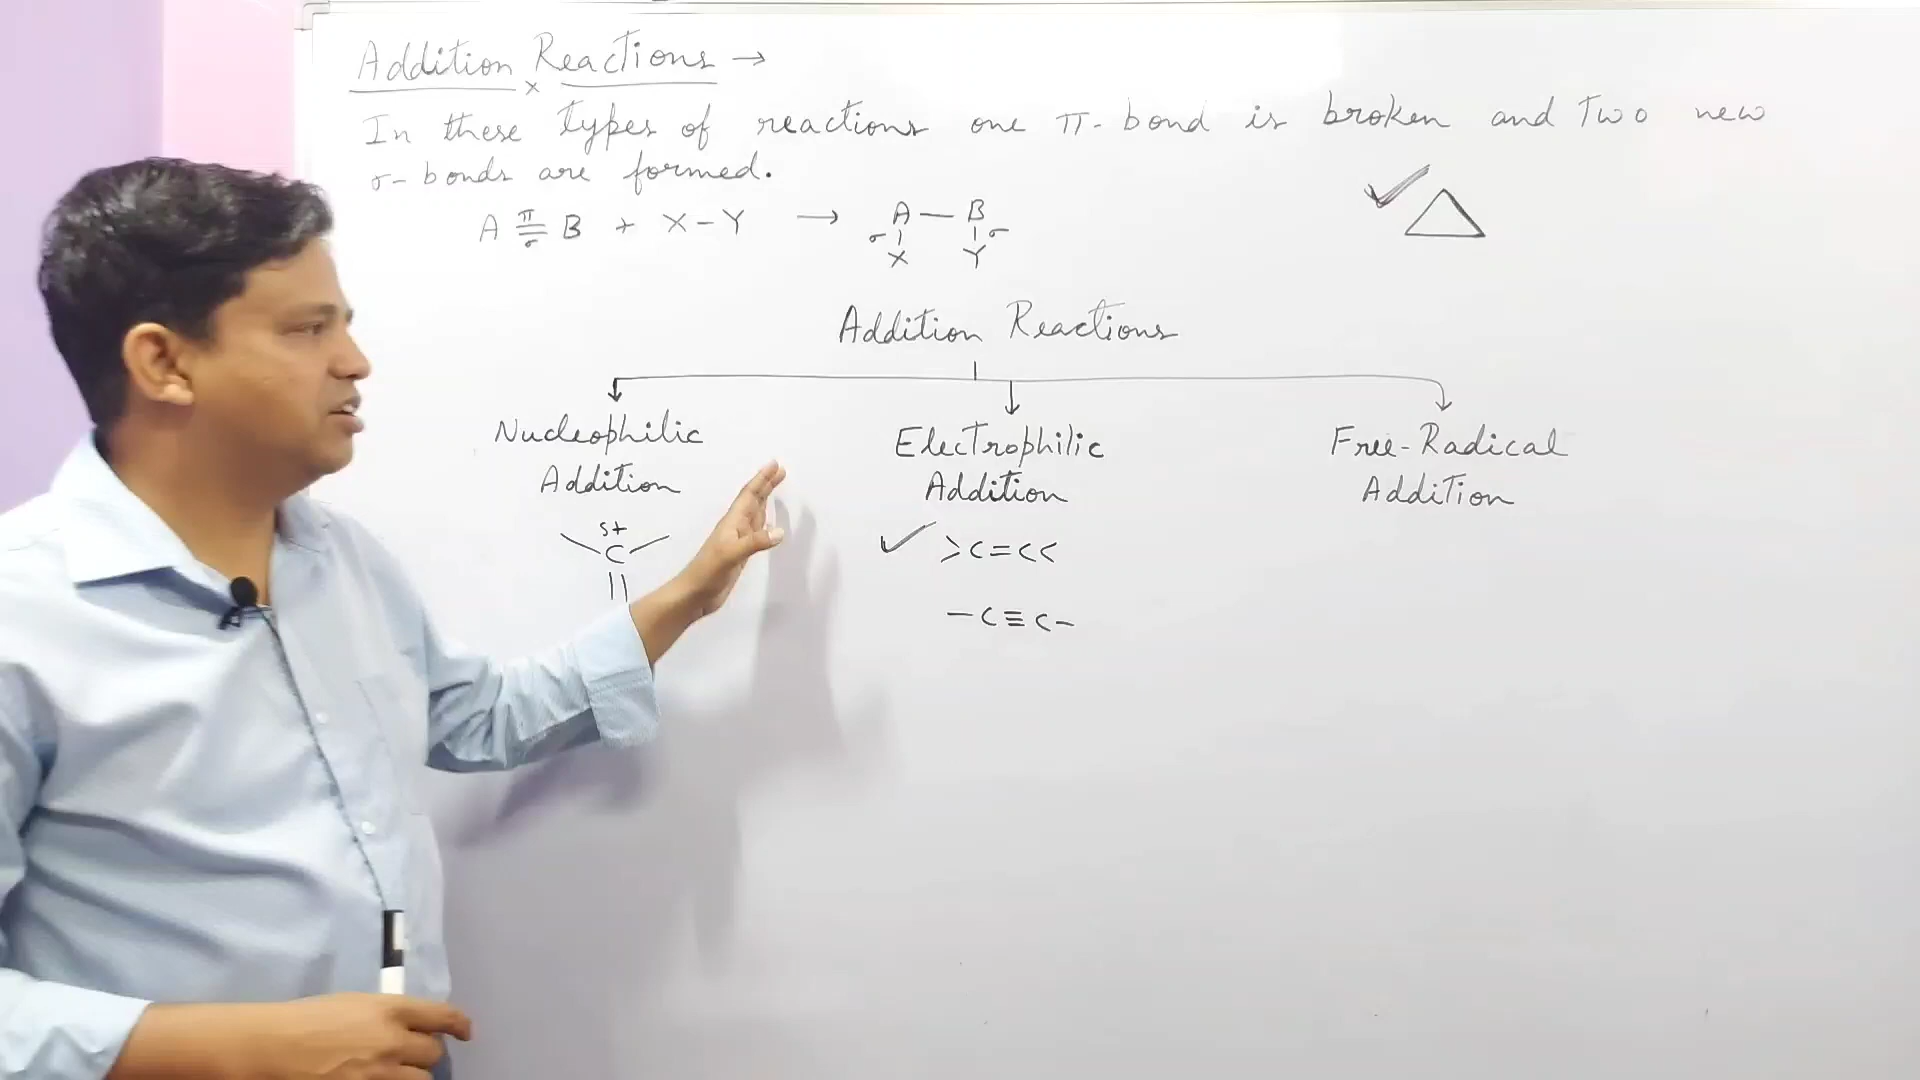 Addition Reactions →
In these types of reactions one π-bond is broken and two new
σ-bonds are formed.
π
A = B + X-Y → A — B
σ
σ σ
X Y
Addition Reactions
Nucleophilic Electrophilic Free-Radical
Addition Addition Addition
δ+
C
>C=C<
-C≡C-